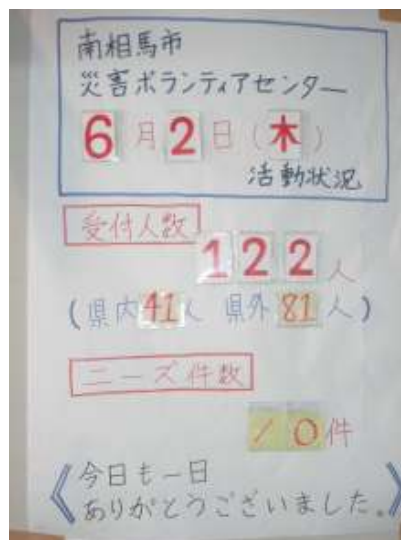 南相馬市
災害ボランティアセンター
6月2日(木)
活動状況
受付人数
122人
(県内41人 県外81人)
ニーズ件数
10件
《今日も一日
ありがとうございました。》